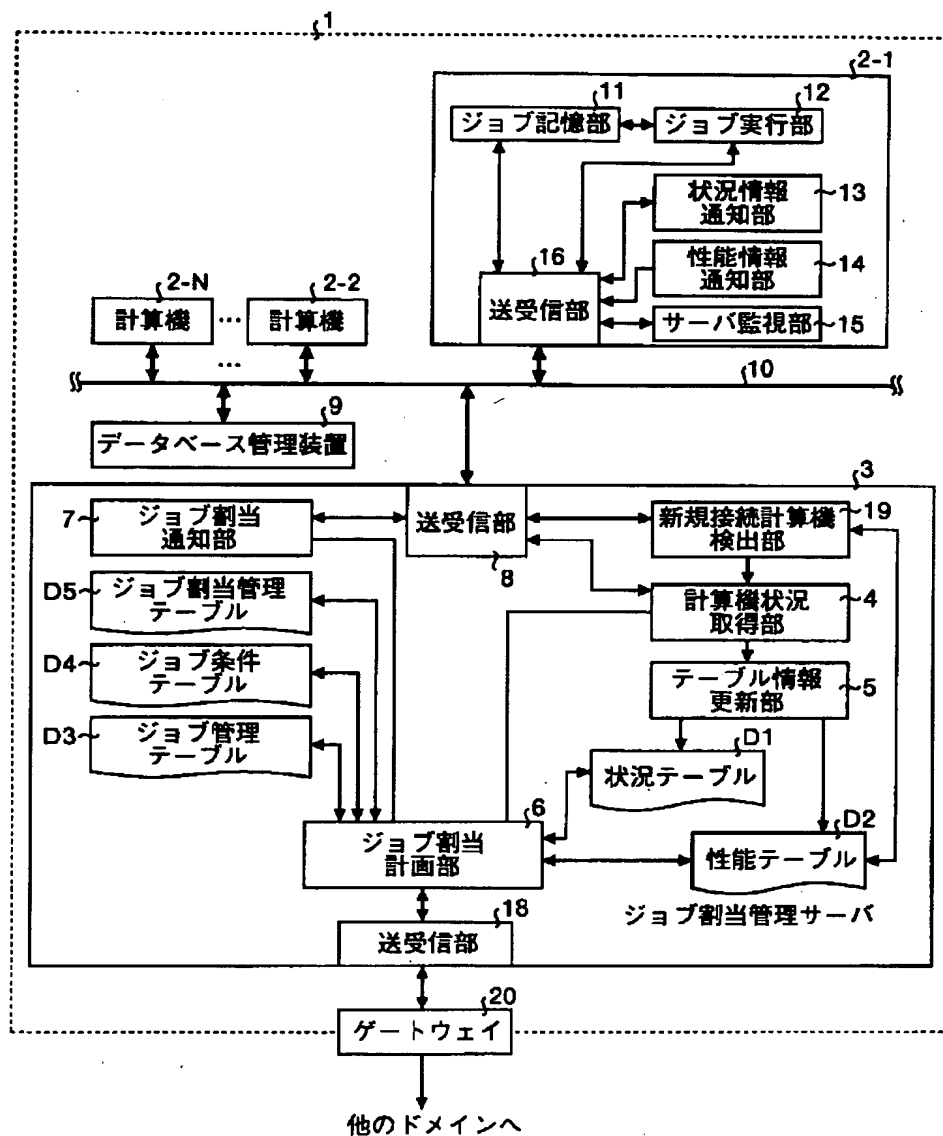 1
2-1
11
12
ジョブ記憶部
ジョブ実行部
状況情報
通知部
13
16
性能情報
通知部
14
送受信部
サーバ監視部
15
2-N
2-2
計算機
…
計算機
…
10
9
データベース管理装置
3
7
ジョブ割当
通知部
送受信部
8
新規接続計算機
検出部
19
D5
ジョブ割当管理
テーブル
計算機状況
取得部
4
D4
ジョブ条件
テーブル
テーブル情報
更新部
5
D3
ジョブ管理
テーブル
D1
状況テーブル
6
ジョブ割当
計画部
D2
性能テーブル
ジョブ割当管理サーバ
18
送受信部
20
ゲートウェイ
他のドメインへ